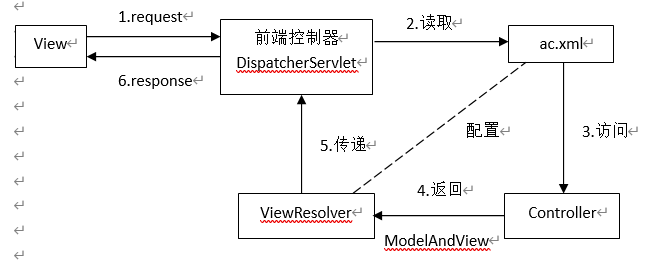 1.request
View
6.response
前端控制器
DispatcherServlet
2.读取
ac.xml
5.传递
配置
3.访问
ViewResolver
4.返回
ModelAndView
Controller